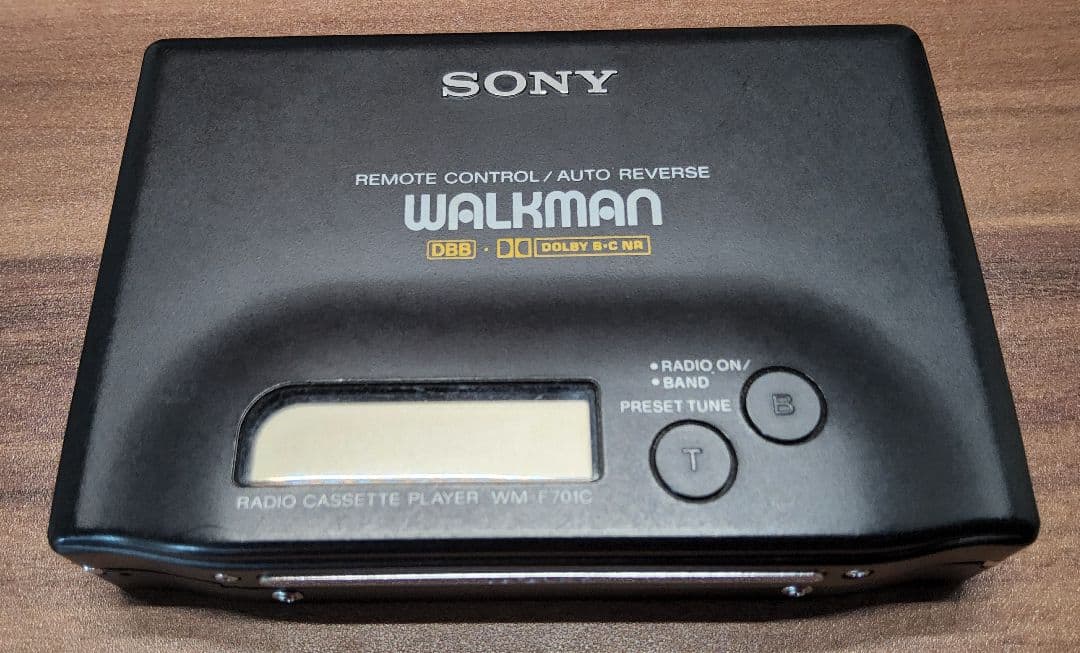 SONY
REMOTE CONTROL / AUTO REVERSE
WALKMAN
DBB · DOLBY B·C NR
• RADIO ON/
• BAND
B
PRESET TUNE
T
RADIO CASSETTE PLAYER WM-F701C